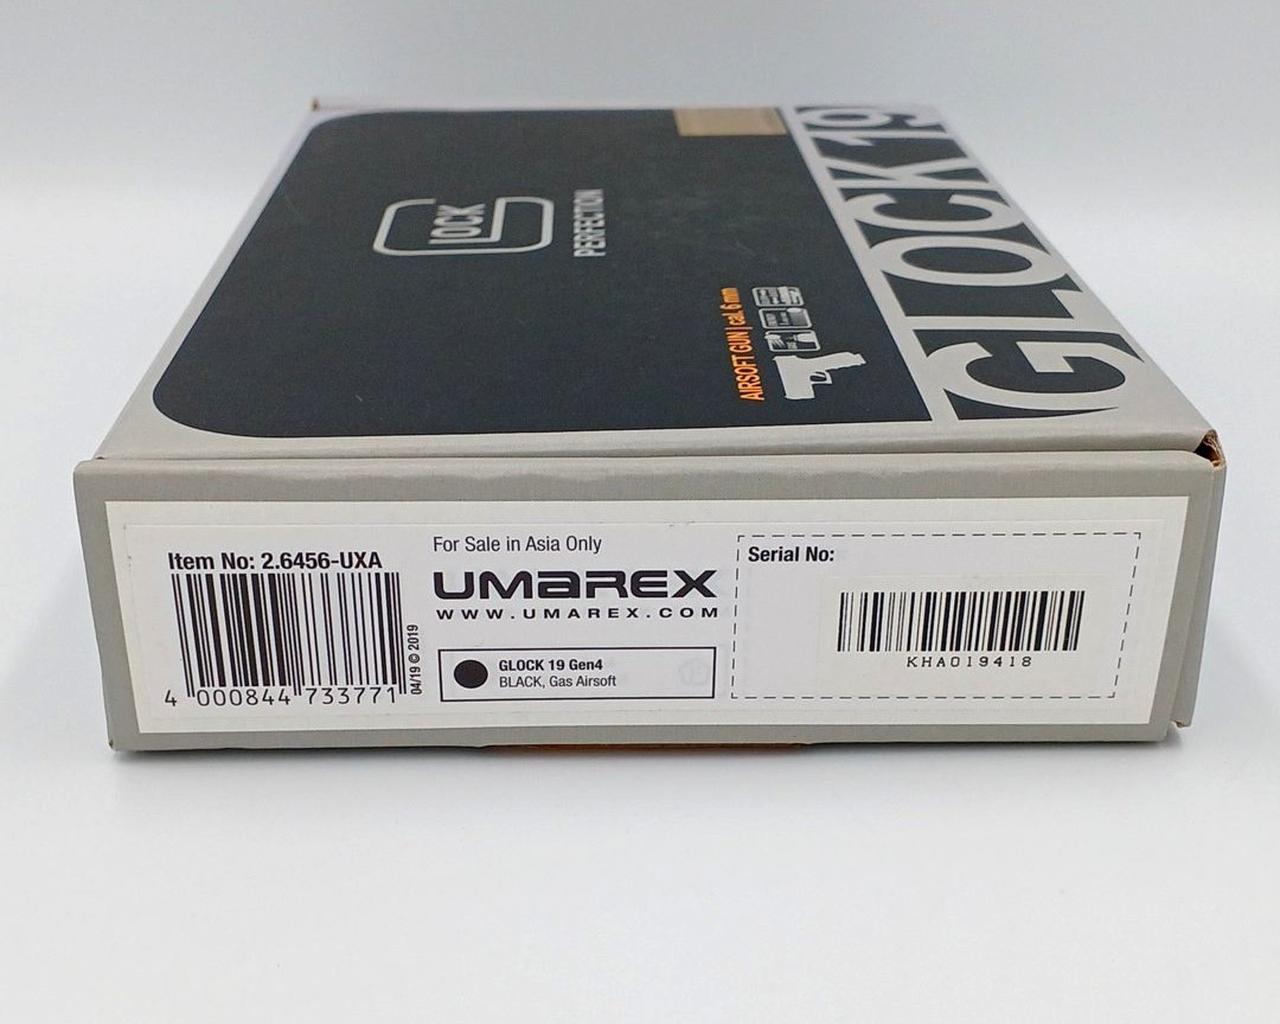 GLOCK
PERFECTION
AIRSOFT GUN | cal. 6 mm
GLOCK 19
Item No: 2.6456-UXA
4 000844 733771
04/19 © 2019
For Sale in Asia Only
UMAREX
WWW.UMAREX.COM
GLOCK 19 Gen4
BLACK, Gas Airsoft
Serial No:
KHA019418